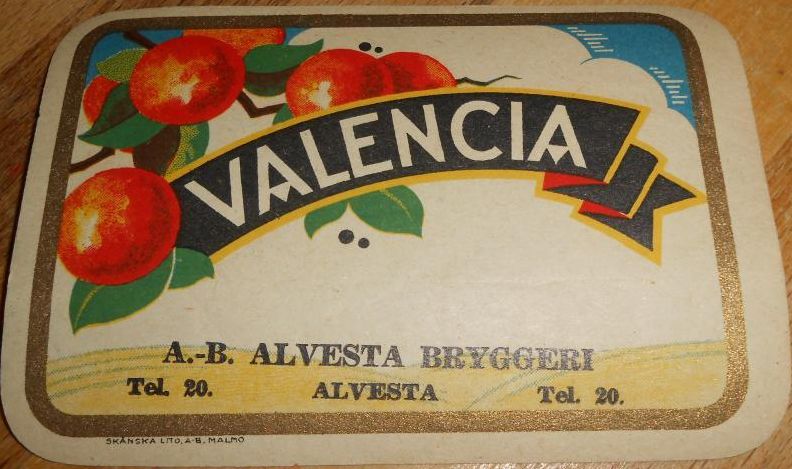 VALENCIA
A.-B. ALVESTA BRYGGERI
Tel. 20. ALVESTA Tel. 20.
SKÅNSKA LITO, A-B, MALMÖ